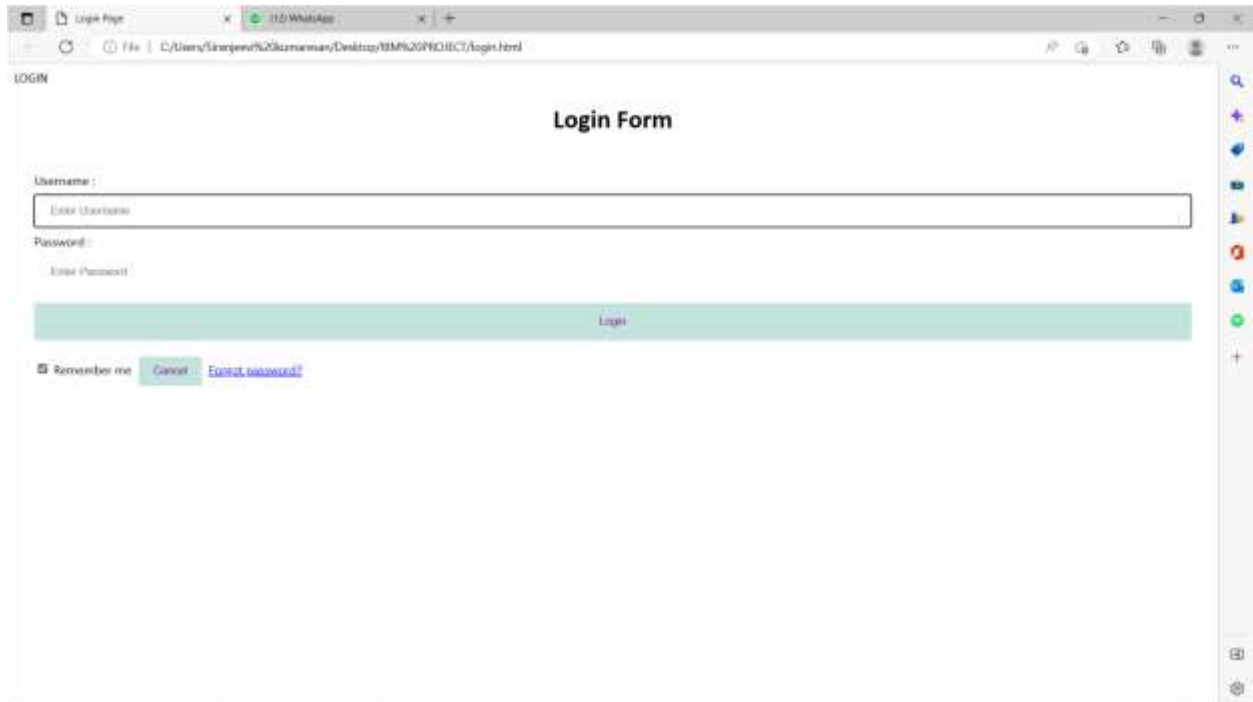 Login Page
(12) WhatsApp
File | C:/Users/Siranjeevi%20kumaresan/Desktop/IBM%20PROJECT/login.html
LOGIN
Login Form
Username :
Enter Username
Password :
Enter Password
Login
Remember me Cancel Forgot password?